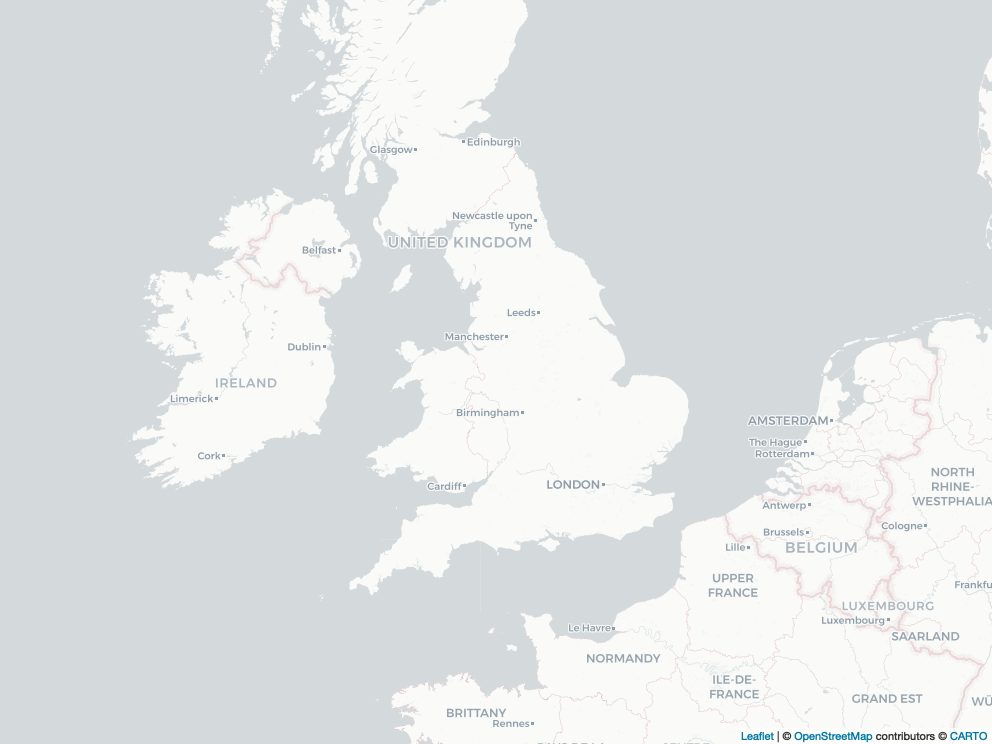 Glasgow
Edinburgh
Newcastle upon
Tyne
UNITED KINGDOM
Belfast
Leeds
Manchester
Dublin
IRELAND
Limerick
Birmingham
AMSTERDAM
The Hague
Rotterdam
Cork
NORTH
RHINE-
WESTPHALIA
Cardiff
LONDON
Antwerp
Cologne
Brussels
Lille
BELGIUM
UPPER
FRANCE
Frankfu
LUXEMBOURG
Luxembourg
Le Havre
SAARLAND
NORMANDY
ILE-DE-
FRANCE
GRAND EST
WÜ
BRITTANY
Rennes
Leaflet | © OpenStreetMap contributors © CARTO